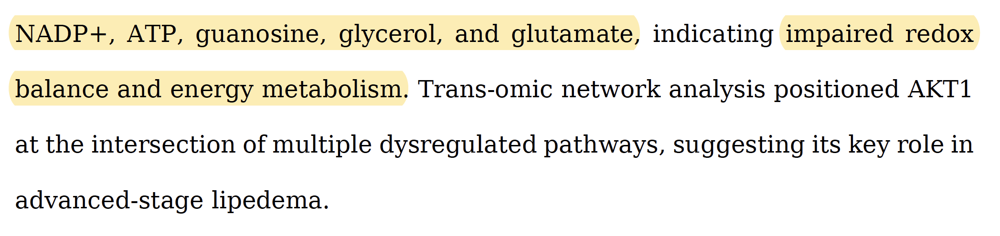 NADP+, ATP, guanosine, glycerol, and glutamate, indicating impaired redox
balance and energy metabolism. Trans-omic network analysis positioned AKT1
at the intersection of multiple dysregulated pathways, suggesting its key role in
advanced-stage lipedema.